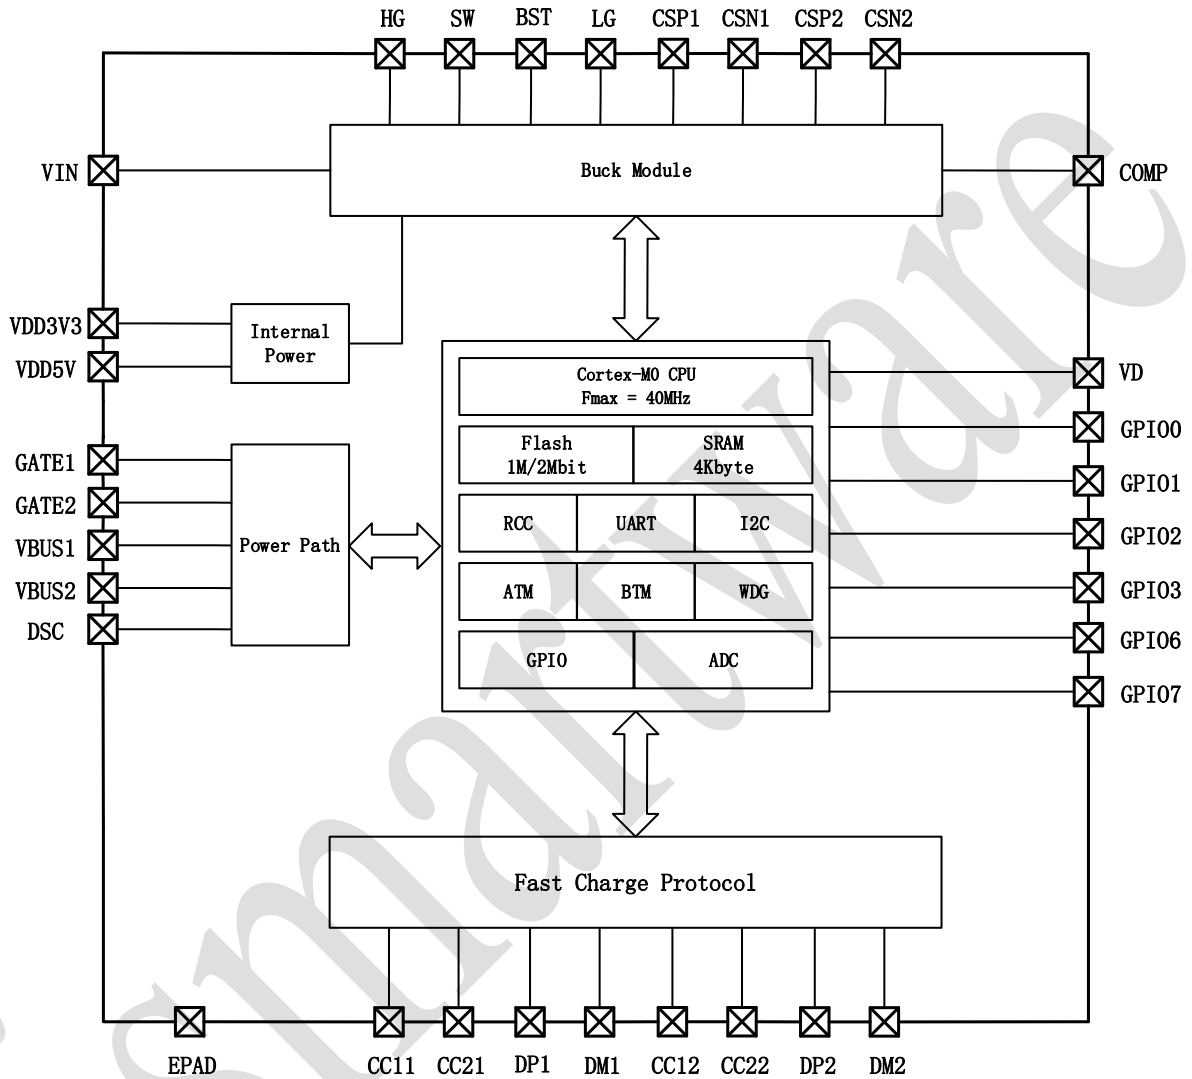 HG SW BST LG CSP1 CSN1 CSP2 CSN2
VIN
Buck Module
COMP
VDD3V3
VDD5V
Internal
Power
Cortex-M0 CPU
Fmax = 40MHz
VD
Flash
1M/2Mbit
SRAM
4Kbyte
GPIO0
GATE1
GATE2
VBUS1
VBUS2
DSC
Power Path
RCC UART I2C
GPIO1
GPIO2
ATM BTM WDG
GPIO3
GPIO ADC
GPIO6
GPIO7
Fast Charge Protocol
EPAD CC11 CC21 DP1 DM1 CC12 CC22 DP2 DM2
smartware